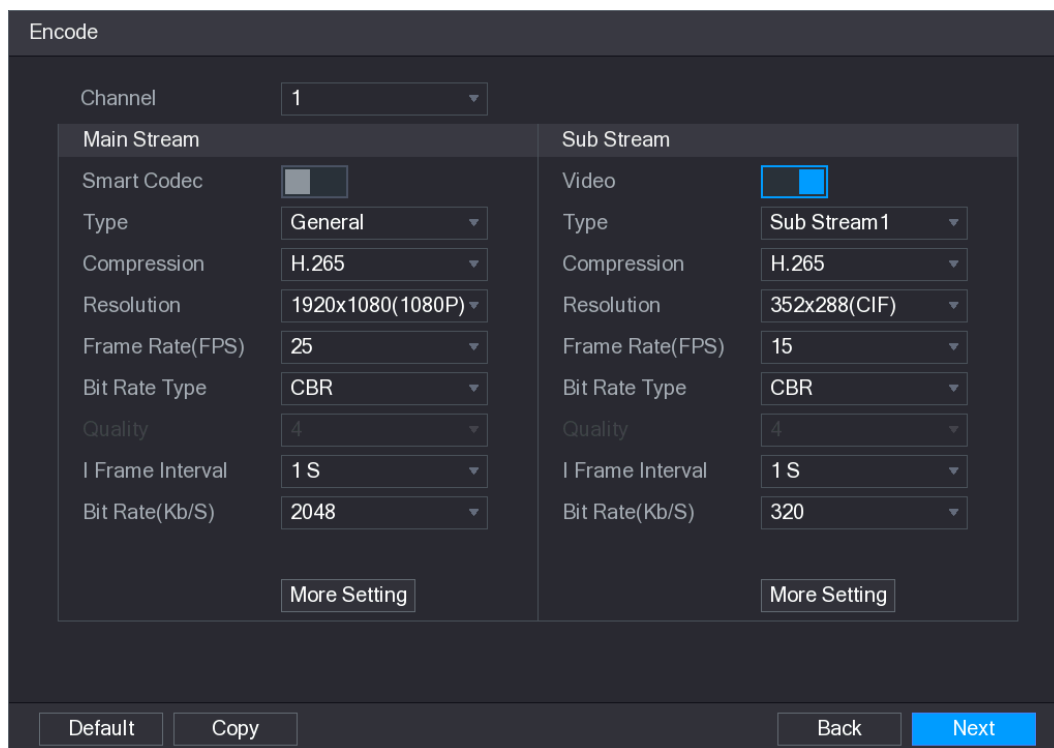 Encode
Channel 1
Main Stream Sub Stream
Smart Codec Video
Type General Type Sub Stream1
Compression H.265 Compression H.265
Resolution 1920x1080(1080P) Resolution 352x288(CIF)
Frame Rate(FPS) 25 Frame Rate(FPS) 15
Bit Rate Type CBR Bit Rate Type CBR
Quality 4 Quality 4
I Frame Interval 1 S I Frame Interval 1 S
Bit Rate(Kb/S) 2048 Bit Rate(Kb/S) 320
More Setting More Setting
Default Copy Back Next